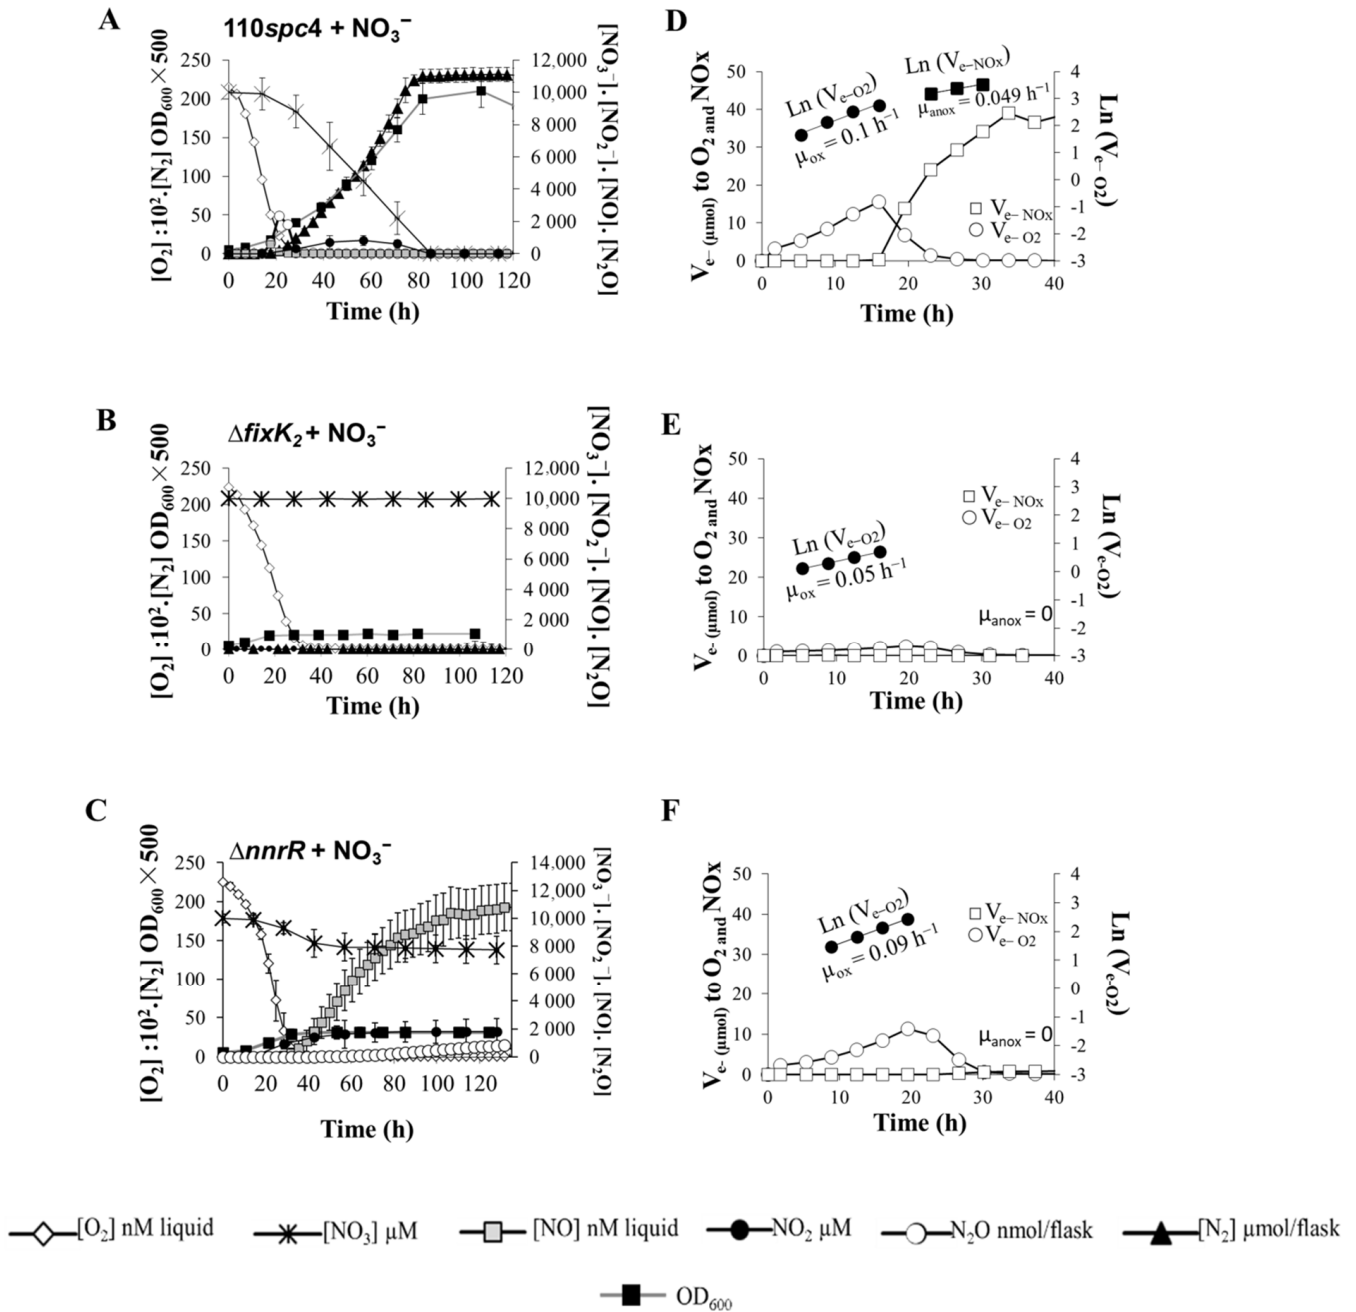 A
110spc4 + NO₃⁻
[O₂] :10².[N₂] OD₆₀₀×500
250
200
150
100
50
0
12,000
10,000
8 000
6 000
4 000
2 000
0
[NO₃⁻]. [NO₂⁻]. [NO]. [N₂O]
0 20 40 60 80 100 120
Time (h)
D
Vₑ₋ (μmol) to O₂ and NOx
50
40
30
20
10
0
Ln (Vₑ₋O₂)
μox = 0.1 h⁻¹
Ln (Vₑ₋NOx)
μanox = 0.049 h⁻¹
Vₑ₋ NOx
Vₑ₋ O₂
4
3
2
1
0
-1
-2
-3
Ln (Vₑ₋ O₂)
0 10 20 30 40
Time (h)
B
ΔfixK₂ + NO₃⁻
[O₂] :10².[N₂] OD₆₀₀×500
250
200
150
100
50
0
12,000
10,000
8 000
6 000
4 000
2 000
0
[NO₃⁻]. [NO₂⁻]. [NO]. [N₂O]
0 20 40 60 80 100 120
Time (h)
E
Vₑ- (μmol) to O₂ and NOx
50
40
30
20
10
0
Ln (Vₑ₋O₂)
μox = 0.05 h⁻¹
Vₑ₋ NOx
Vₑ₋ O₂
μanox = 0
4
3
2
1
0
-1
-2
-3
Ln (Vₑ-O₂)
0 10 20 30 40
Time (h)
C
ΔnnrR + NO₃⁻
[O₂] :10².[N₂] OD₆₀₀×500
250
200
150
100
50
0
14,000
12,000
10,000
8 000
6 000
4 000
2 000
0
[NO₃⁻]. [NO₂⁻]. [NO]. [N₂O]
0 20 40 60 80 100 120
Time (h)
F
Vₑ₋ (μmol) to O₂ and NOx
50
40
30
20
10
0
Ln (Vₑ₋O₂)
μox = 0.09 h⁻¹
Vₑ₋ NOx
Vₑ₋ O₂
μanox = 0
4
3
2
1
0
-1
-2
-3
Ln (Vₑ-O₂)
0 10 20 30 40
Time (h)
[O₂] nM liquid [NO₃] μM [NO] nM liquid NO₂ μM N₂O nmol/flask [N₂] μmol/flask
OD₆₀₀